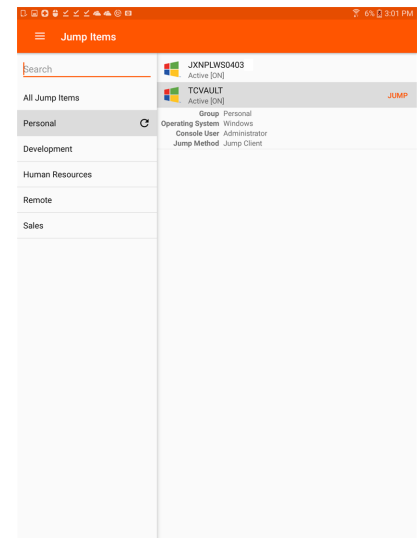 6% 3:01 PM
Jump Items
Search
All Jump Items
Personal
Development
Human Resources
Remote
Sales
JXNPLWS0403
Active [ON]
TCVAULT
Active [ON]
JUMP
Group Personal
Operating System Windows
Console User Administrator
Jump Method Jump Client